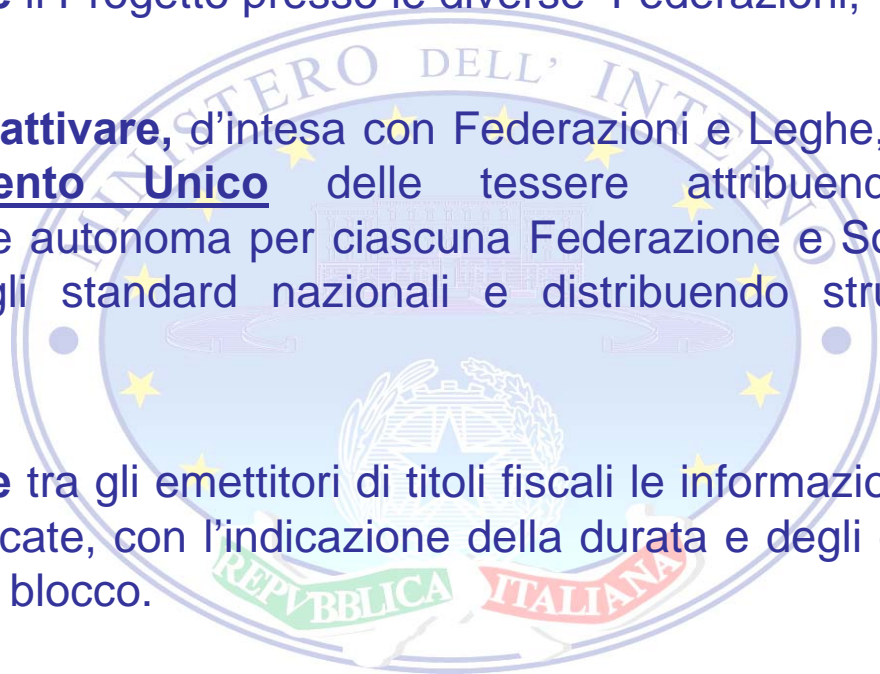 e il Progetto presso le diverse Federazioni,
attivare, d'intesa con Federazioni e Leghe,
ento Unico delle tessere attribuend
e autonoma per ciascuna Federazione e So
gli standard nazionali e distribuendo stru
e tra gli emettitori di titoli fiscali le informazio
cate, con l'indicazione della durata e degli
blocco.
MINISTERO DELL' INTERNO
REPVBBLICA ITALIANA